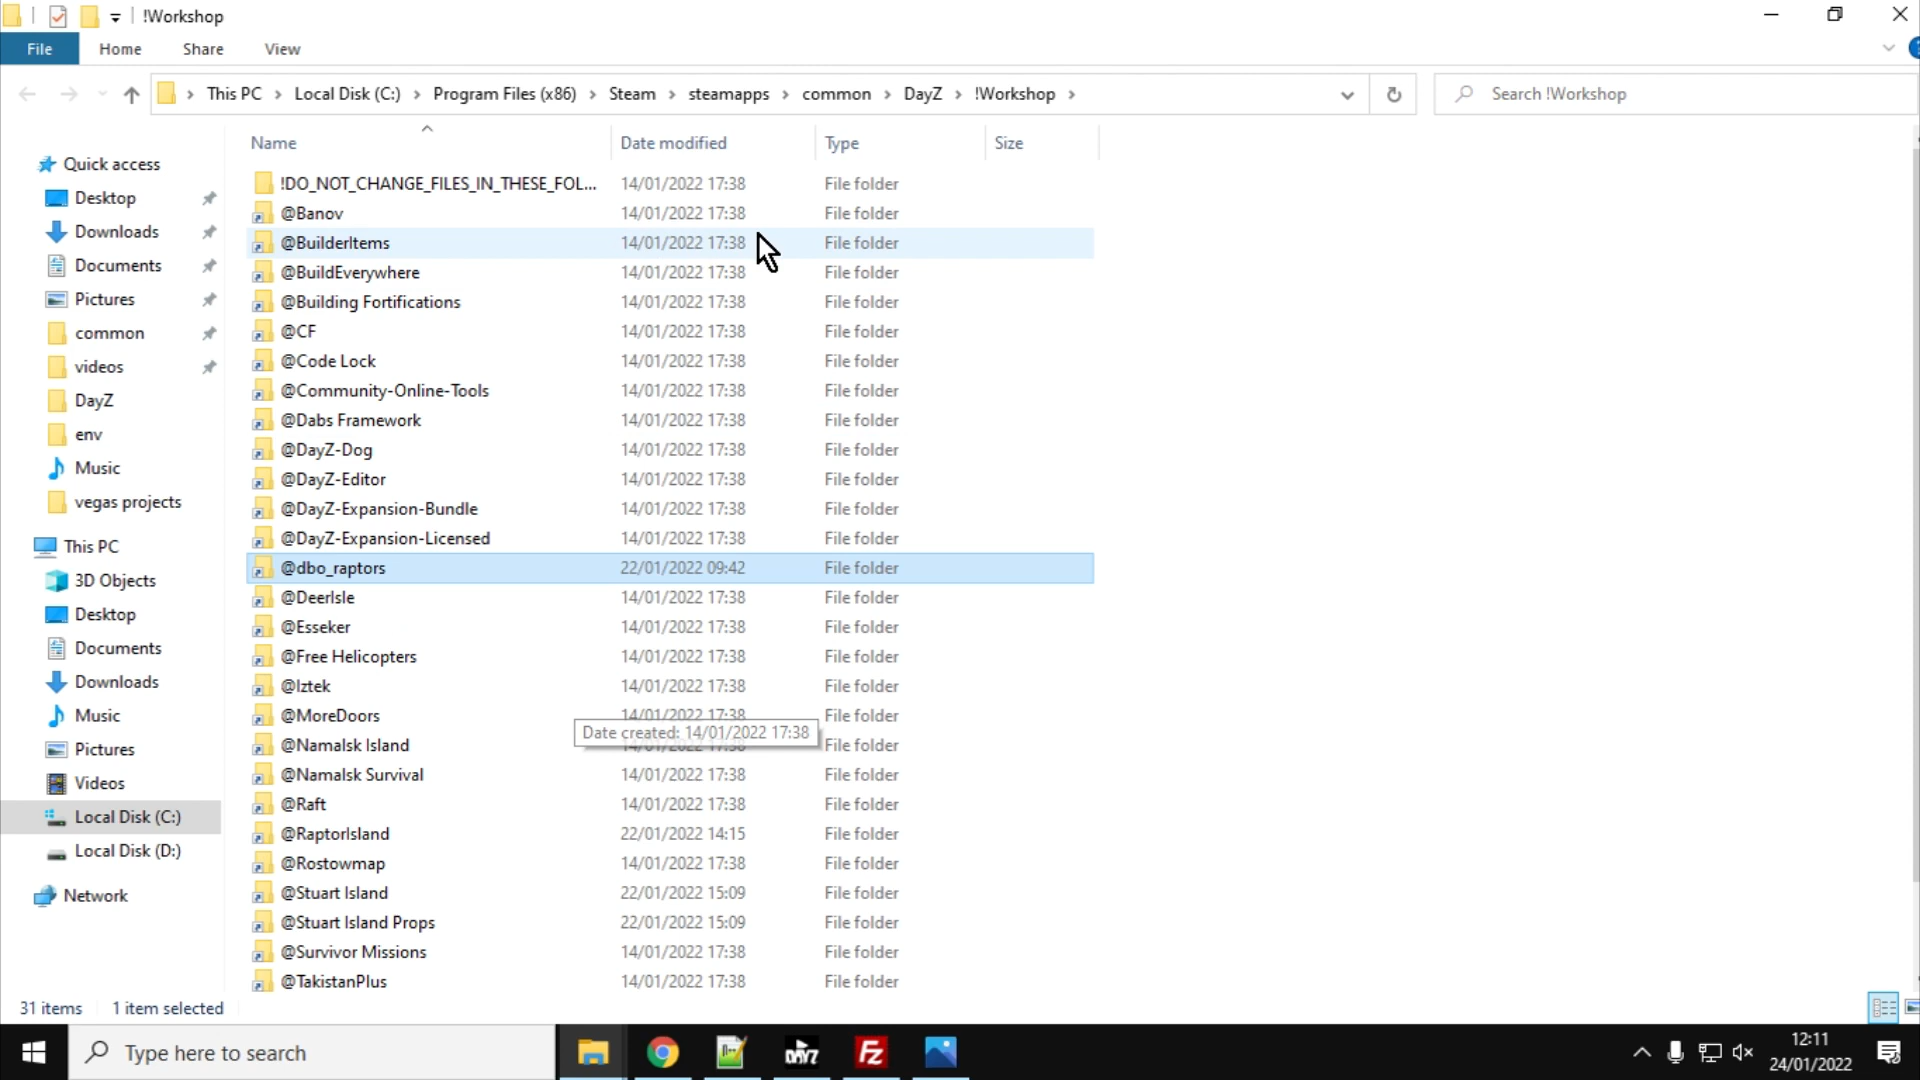 !Workshop
File Home Share View
This PC Local Disk (C:) Program Files (x86) Steam steamapps common DayZ !Workshop
Search !Workshop
Name Date modified Type Size
Quick access
Desktop
Downloads
Documents
Pictures
common
videos
DayZ
env
Music
vegas projects
This PC
3D Objects
Desktop
Documents
Downloads
Music
Pictures
Videos
Local Disk (C:)
Local Disk (D:)
Network
!DO_NOT_CHANGE_FILES_IN_THESE_FOL... 14/01/2022 17:38 File folder
@Banov 14/01/2022 17:38 File folder
@BuilderItems 14/01/2022 17:38 File folder
@BuildEverywhere 14/01/2022 17:38 File folder
@Building Fortifications 14/01/2022 17:38 File folder
@CF 14/01/2022 17:38 File folder
@Code Lock 14/01/2022 17:38 File folder
@Community-Online-Tools 14/01/2022 17:38 File folder
@Dabs Framework 14/01/2022 17:38 File folder
@DayZ-Dog 14/01/2022 17:38 File folder
@DayZ-Editor 14/01/2022 17:38 File folder
@DayZ-Expansion-Bundle 14/01/2022 17:38 File folder
@DayZ-Expansion-Licensed 14/01/2022 17:38 File folder
@dbo_raptors 22/01/2022 09:42 File folder
@DeerIsle 14/01/2022 17:38 File folder
@Esseker 14/01/2022 17:38 File folder
@Free Helicopters 14/01/2022 17:38 File folder
@Iztek 14/01/2022 17:38 File folder
@MoreDoors 14/01/2022 17:38 File folder
Date created: 14/01/2022 17:38
@Namalsk Island 14/01/2022 17:38 File folder
@Namalsk Survival 14/01/2022 17:38 File folder
@Raft 14/01/2022 17:38 File folder
@RaptorIsland 22/01/2022 14:15 File folder
@Rostowmap 14/01/2022 17:38 File folder
@Stuart Island 22/01/2022 15:09 File folder
@Stuart Island Props 22/01/2022 15:09 File folder
@Survivor Missions 14/01/2022 17:38 File folder
@TakistanPlus 14/01/2022 17:38 File folder
31 items 1 item selected
Type here to search
DAYZ
Fz
12:11
24/01/2022